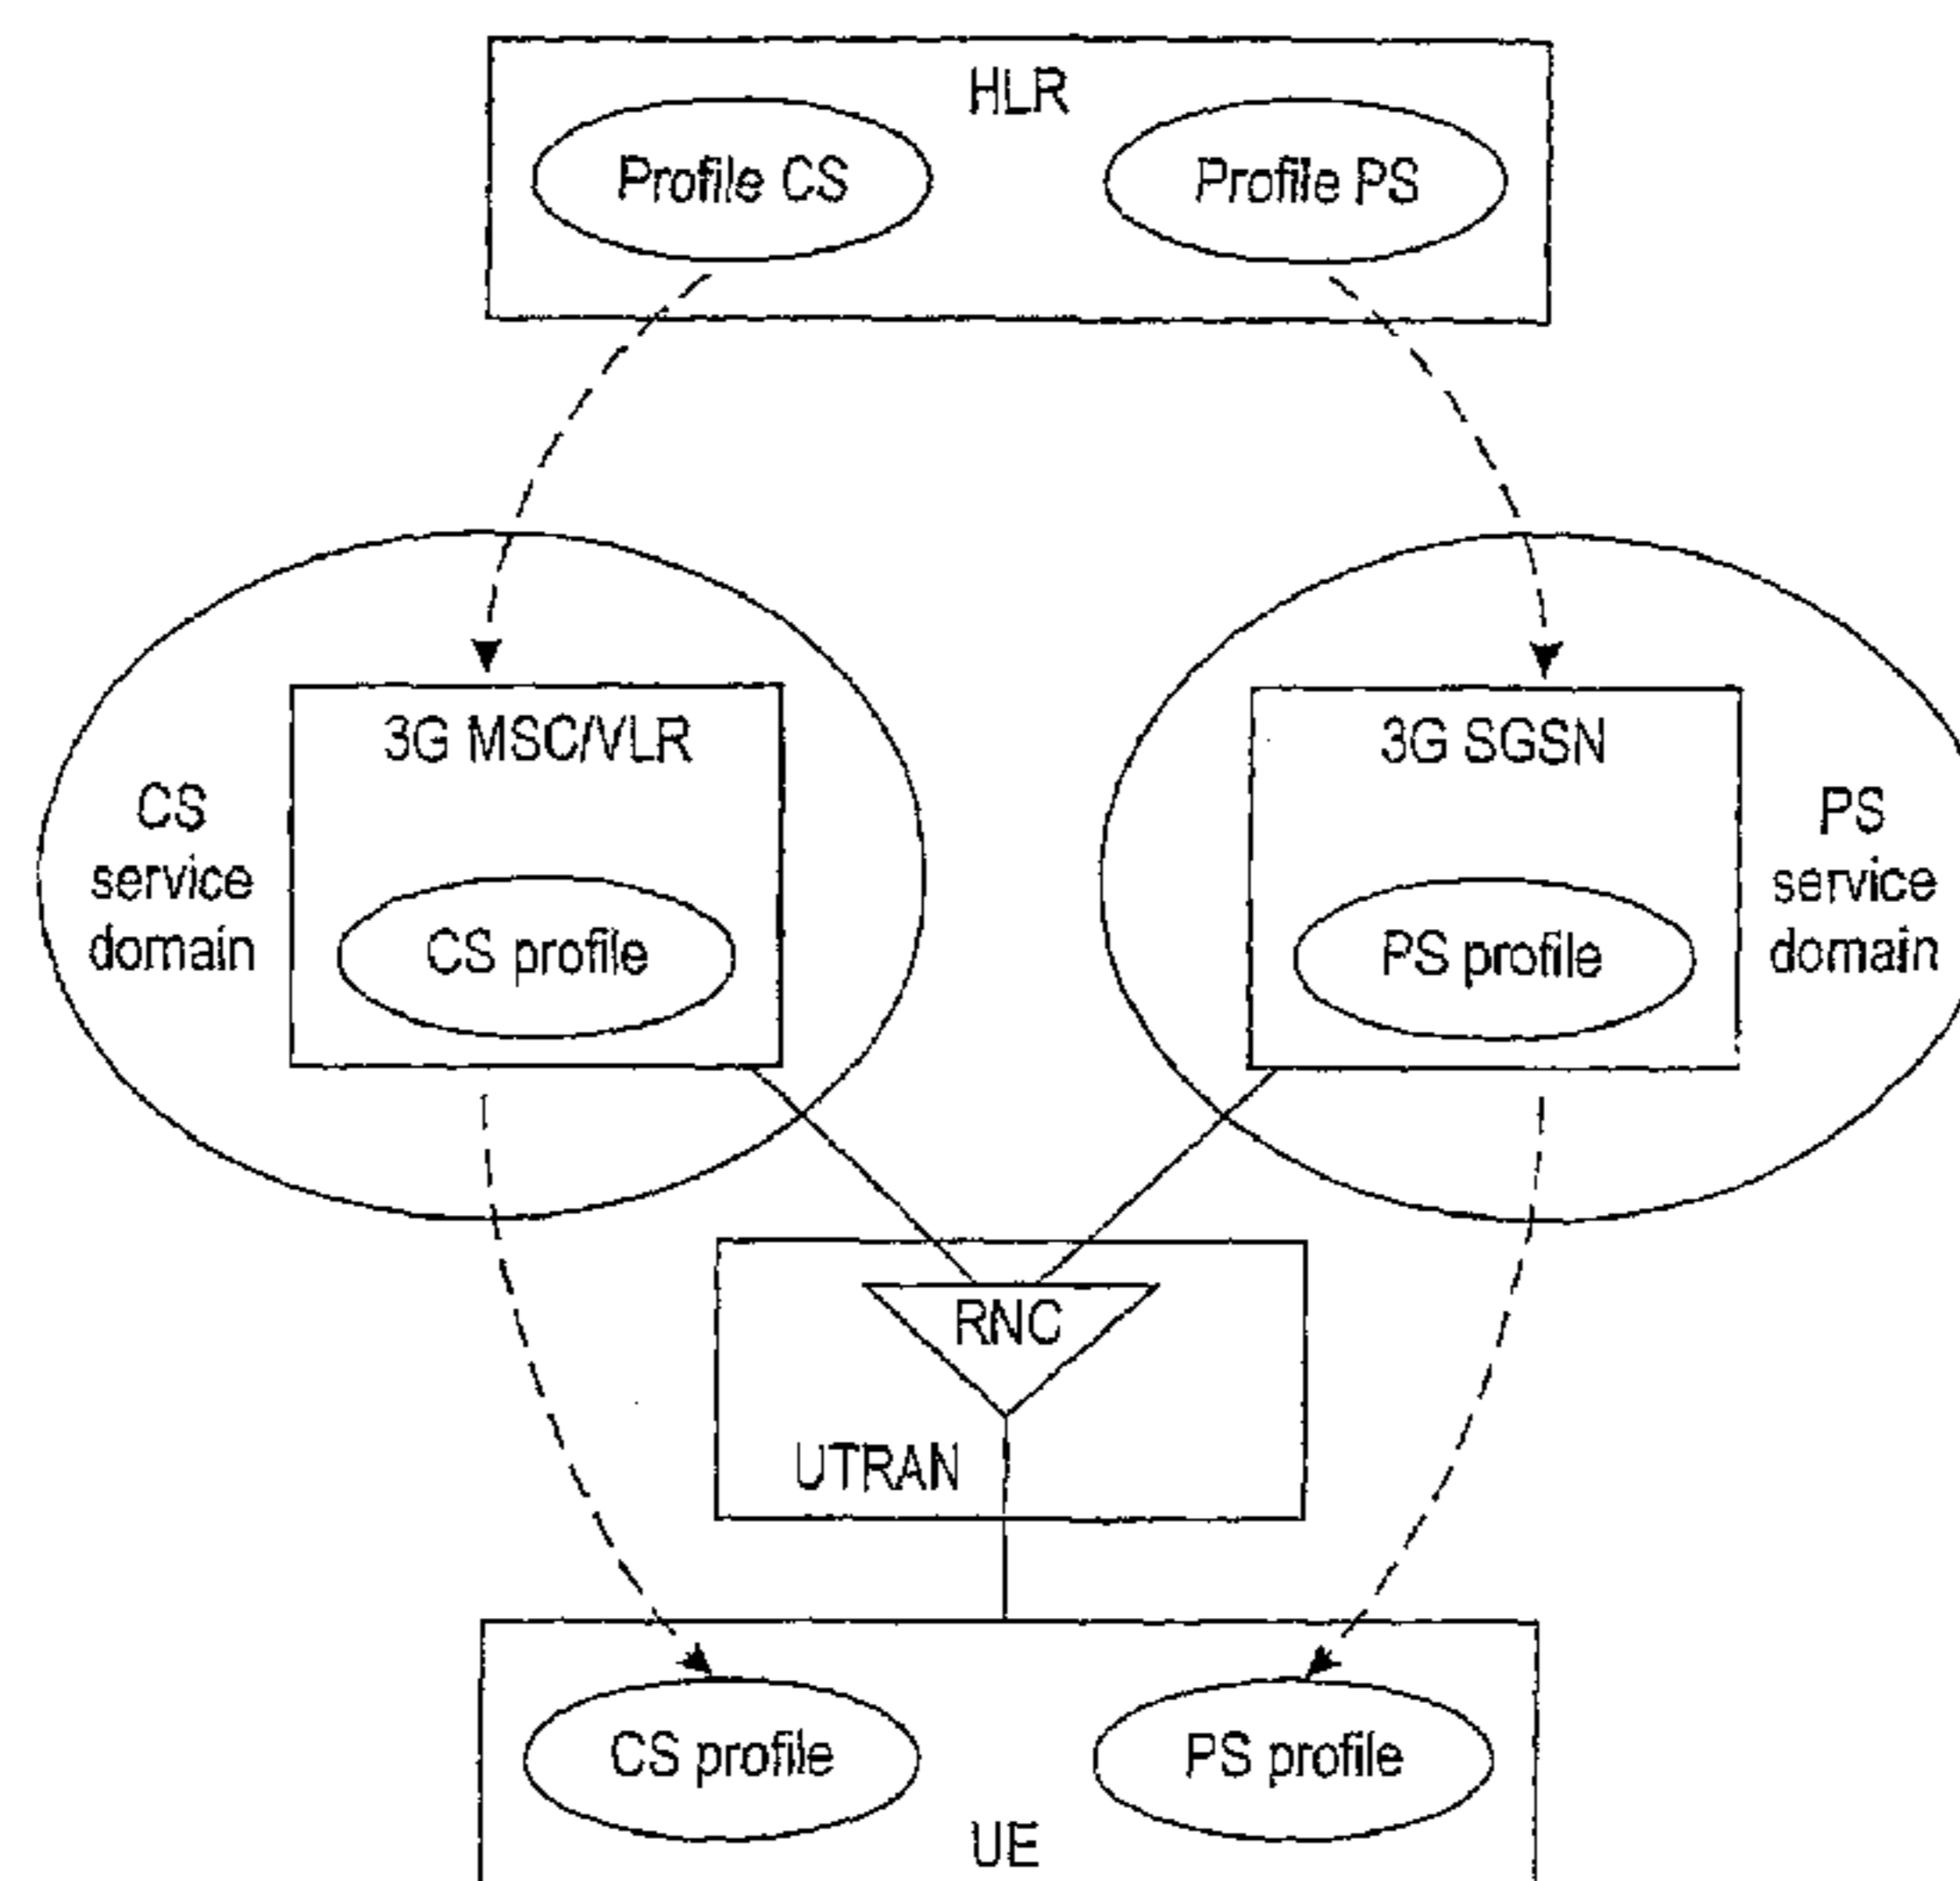 HLR
Profile CS
Profile PS
3G MSC/VLR
CS
service
domain
CS profile
3G SGSN
PS
service
domain
PS profile
RNC
UTRAN
CS profile
PS profile
UE